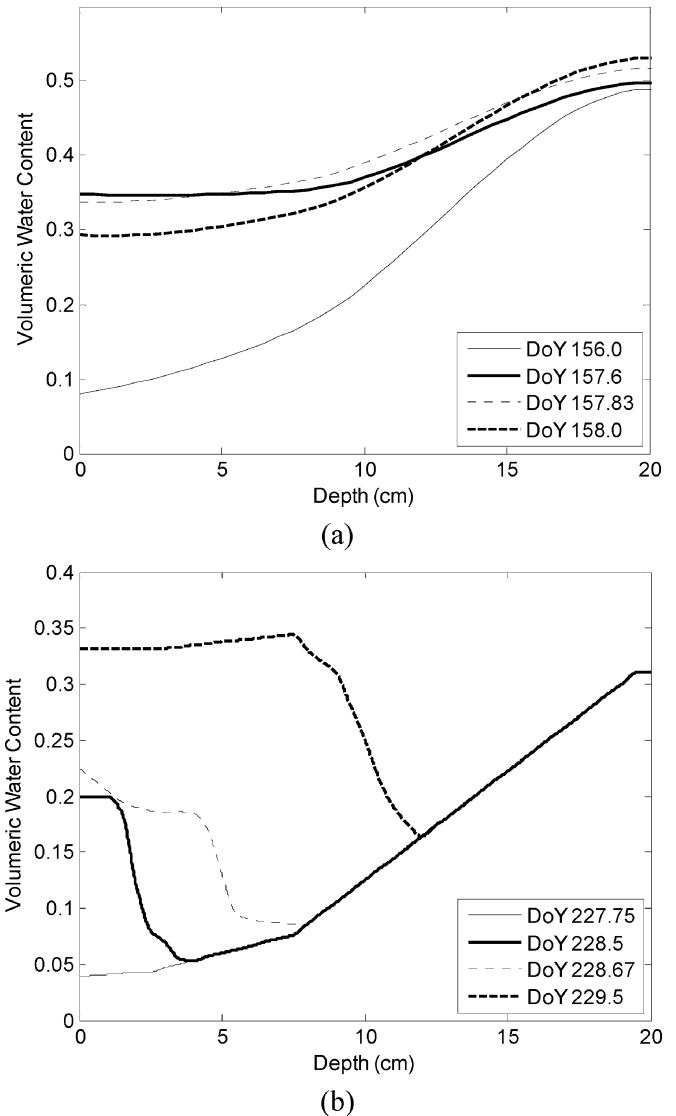 0.5
0.4
0.3
0.2
0.1
0
Volumeric Water Content
DoY 156.0
DoY 157.6
DoY 157.83
DoY 158.0
0 5 10 15 20
Depth (cm)
(a)
0.4
0.35
0.3
0.25
0.2
0.15
0.1
0.05
0
Volumeric Water Content
DoY 227.75
DoY 228.5
DoY 228.67
DoY 229.5
0 5 10 15 20
Depth (cm)
(b)